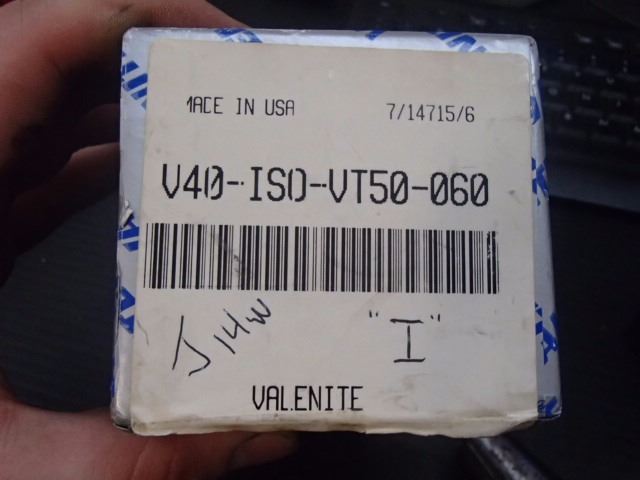 MADE IN USA 7/14715/6
V40-ISO-VT50-060
J14W "I"
VALENITE